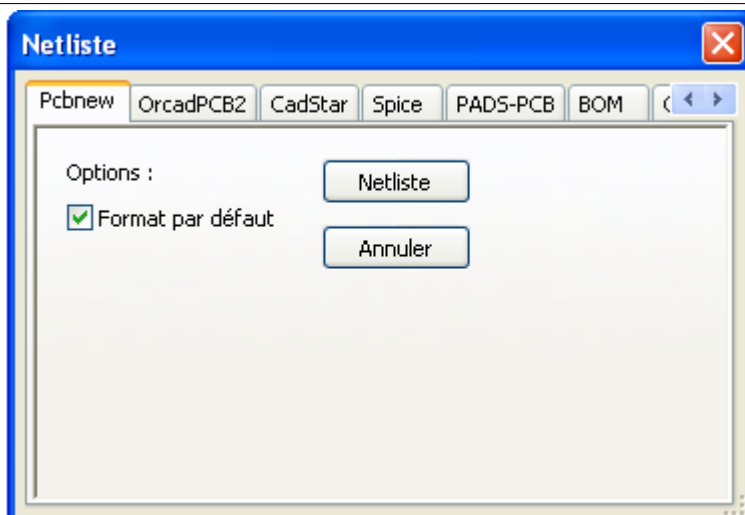 Netliste
Pcbnew OrcadPCB2 CadStar Spice PADS-PCB BOM
Options :
Netliste
Format par défaut
Annuler